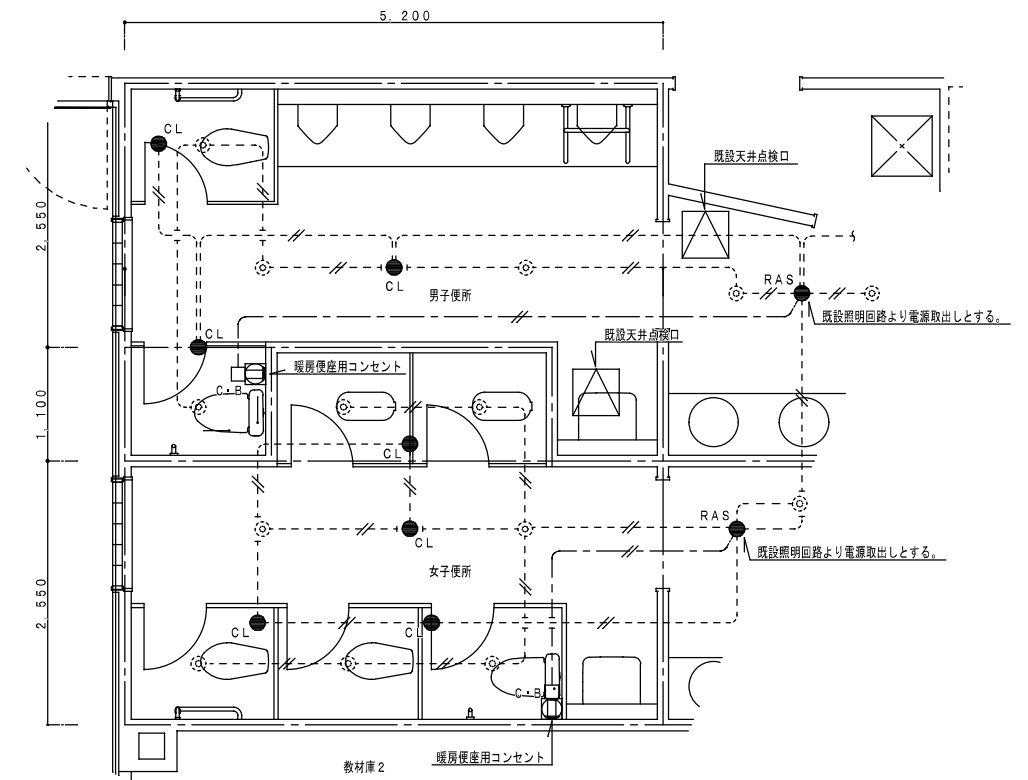 5,200
CL
既設天井点検口
2,550
CL
RAS
男子便所
既設照明回路より電源取出しとする。
CL
既設天井点検口
暖房便座用コンセント
C・B
1,100
CL
RAS
CL
既設照明回路より電源取出しとする。
女子便所
2,550
CL
CL
C・B
暖房便座用コンセント
教材庫2